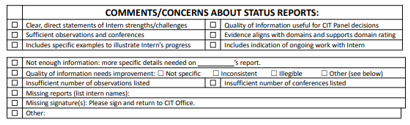 COMMENTS/CONCERNS ABOUT STATUS REPORTS:
Clear, direct statements of Intern strengths/challenges Quality of Information useful for CIT Panel decisions
Sufficient observations and conferences Evidence aligns with domains and supports domain rating
Includes specific examples to illustrate Intern's progress Includes indication of ongoing work with Intern
Not enough information: more specific details needed on __________'s report.
Quality of information needs improvement: Not specific Inconsistent Illegible Other (see below)
Insufficient number of observations listed Insufficient number of conferences listed
Missing reports (list intern names):
Missing signature(s): Please sign and return to CIT Office.
Other: